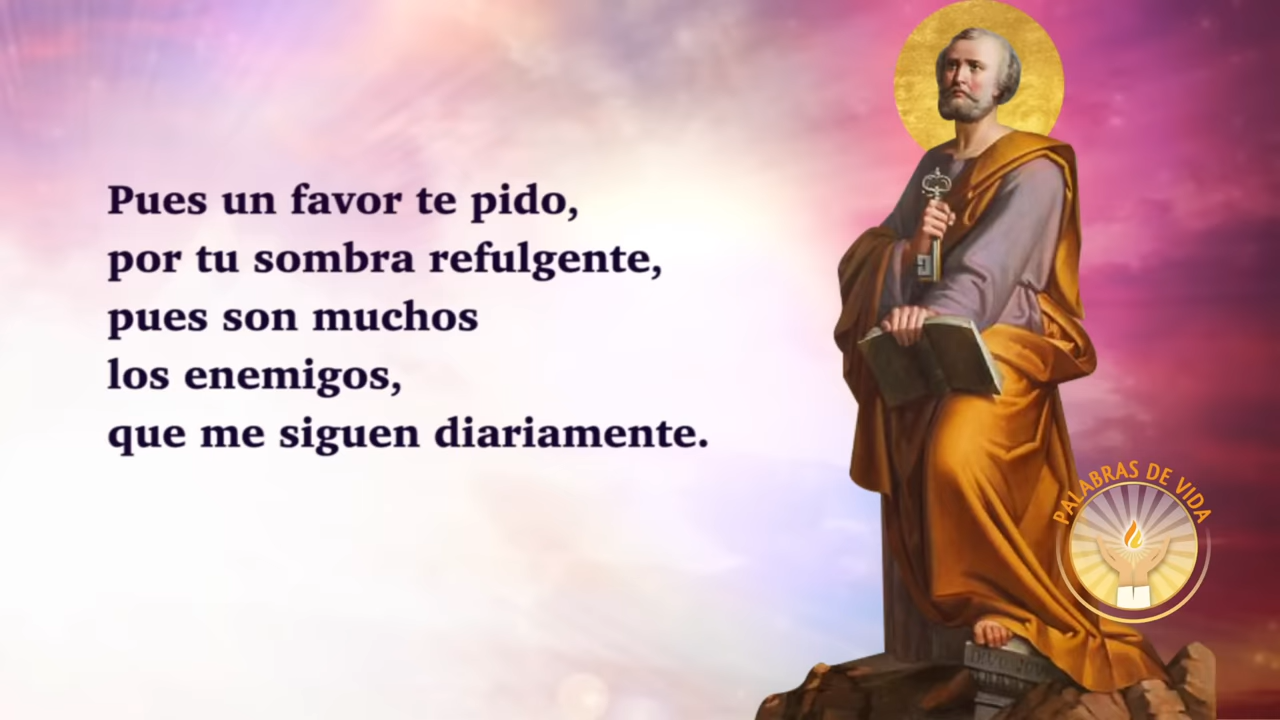 Pues un favor te pido,
por tu sombra refulgente,
pues son muchos
los enemigos,
que me siguen diariamente.
PALABRAS DE VIDA